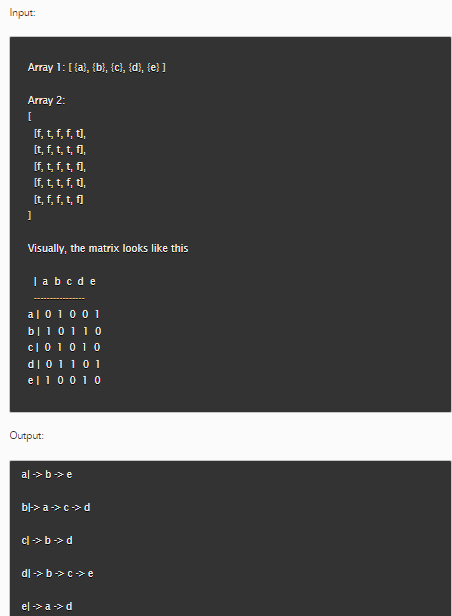 Input:
Array 1: [ {a}, {b}, {c}, {d}, {e} ]
Array 2:
[
[f, t, f, f, t],
[t, f, t, t, f],
[f, t, f, t, f],
[f, t, t, f, t],
[t, f, f, t, f]
]
Visually, the matrix looks like this
| a b c d e
---------------
a| 0 1 0 0 1
b| 1 0 1 1 0
c| 0 1 0 1 0
d| 0 1 1 0 1
e| 1 0 0 1 0
Output:
a| -> b -> e
b|-> a -> c -> d
c| -> b -> d
d| -> b -> c -> e
e| -> a -> d